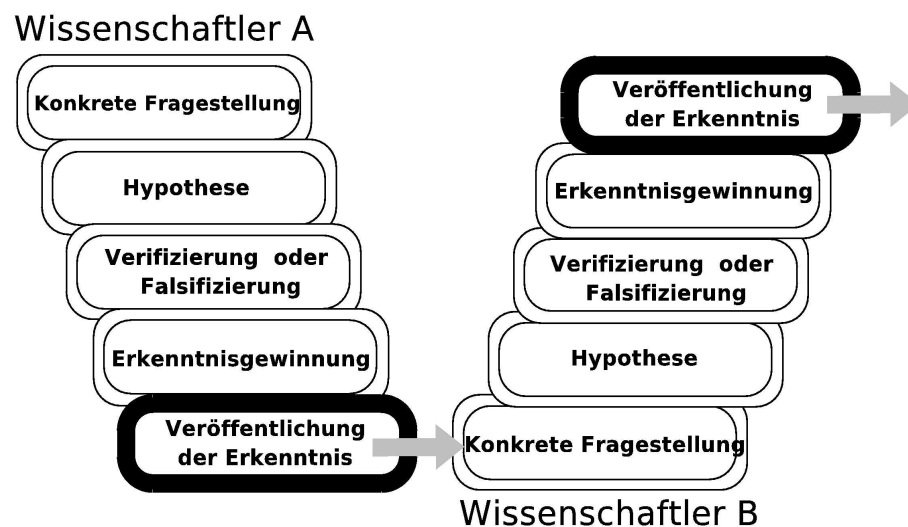 Wissenschaftler A
Konkrete Fragestellung
Hypothese
Verifizierung oder
Falsifizierung
Erkenntnisgewinnung
Veröffentlichung
der Erkenntnis
Veröffentlichung
der Erkenntnis
Erkenntnisgewinnung
Verifizierung oder
Falsifizierung
Hypothese
Konkrete Fragestellung
Wissenschaftler B